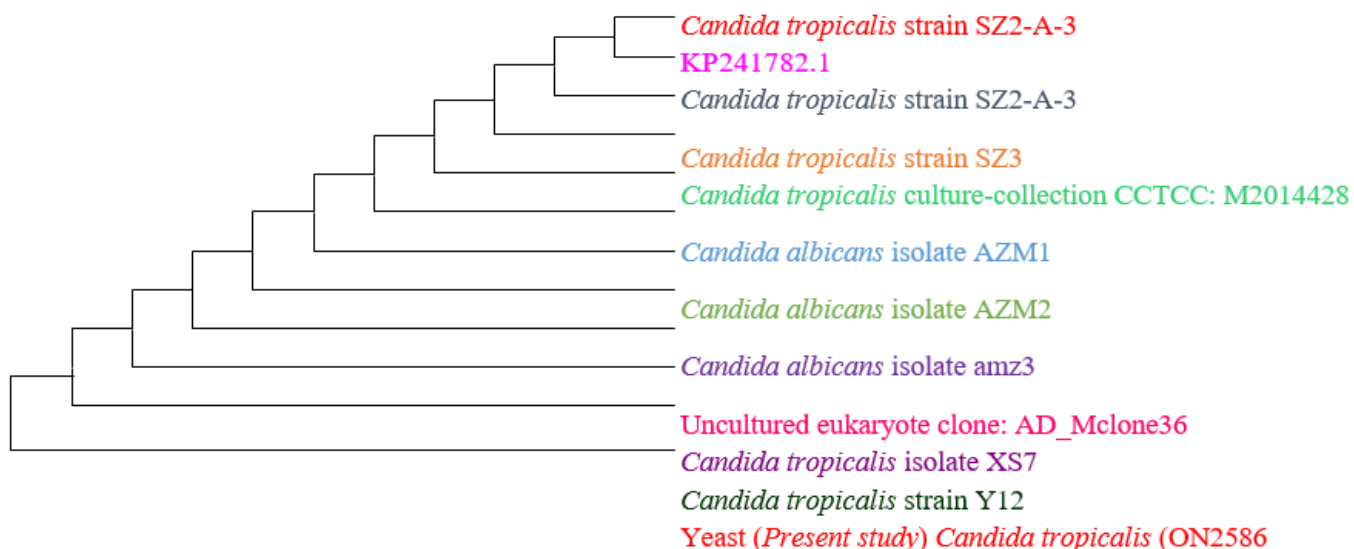 Candida tropicalis strain SZ2-A-3
KP241782.1
Candida tropicalis strain SZ2-A-3
Candida tropicalis strain SZ3
Candida tropicalis culture-collection CCTCC: M2014428
Candida albicans isolate AZM1
Candida albicans isolate AZM2
Candida albicans isolate amz3
Uncultured eukaryote clone: AD_Mclone36
Candida tropicalis isolate XS7
Candida tropicalis strain Y12
Yeast (Present study) Candida tropicalis (ON2586